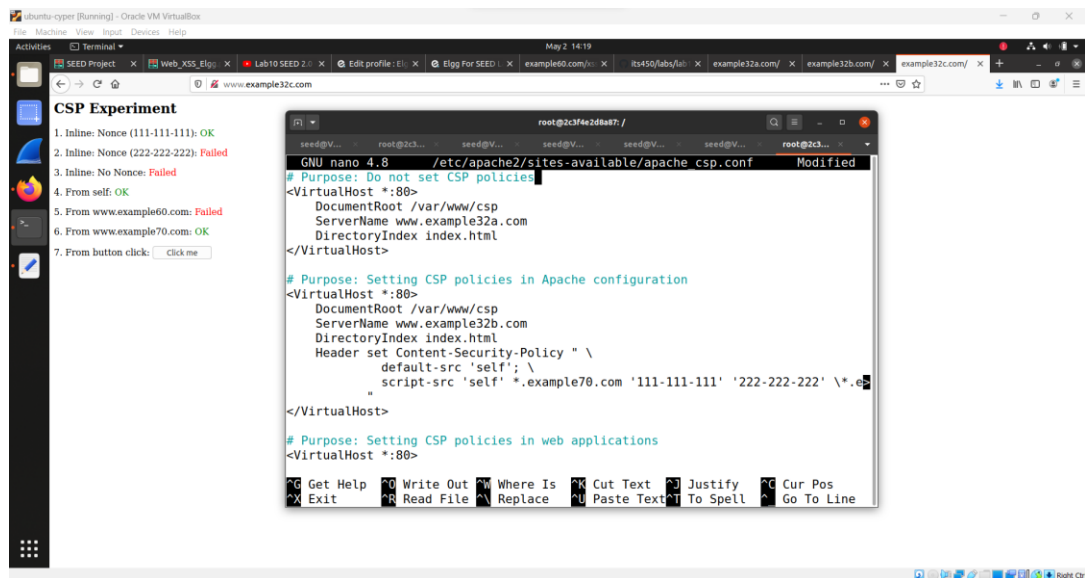 ubuntu-cyper [Running] - Oracle VM VirtualBox
File Machine View Input Devices Help
Activities Terminal May 2 14:19
SEED Project Web_XSS_Elgg Lab10 SEED 2.0 Edit profile : Elg Elgg For SEED L example60.com/ its450/labs/lab example32a.com/ example32b.com/ example32c.com/
www.example32c.com
CSP Experiment
1. Inline: Nonce (111-111-111): OK
2. Inline: Nonce (222-222-222): Failed
3. Inline: No Nonce: Failed
4. From self: OK
5. From www.example60.com: Failed
6. From www.example70.com: OK
7. From button click: Click me
root@2c3f4e2d8a87: /
seed@V... root@2c3... seed@V... seed@V... seed@V... seed@V... root@2c3...
GNU nano 4.8 /etc/apache2/sites-available/apache_csp.conf Modified
# Purpose: Do not set CSP policies
<VirtualHost *:80>
DocumentRoot /var/www/csp
ServerName www.example32a.com
DirectoryIndex index.html
</VirtualHost>
# Purpose: Setting CSP policies in Apache configuration
<VirtualHost *:80>
DocumentRoot /var/www/csp
ServerName www.example32b.com
DirectoryIndex index.html
Header set Content-Security-Policy " \
default-src 'self'; \
script-src 'self' *.example70.com '111-111-111' '222-222-222' \*.e>
"
</VirtualHost>
# Purpose: Setting CSP policies in web applications
<VirtualHost *:80>
^G Get Help ^O Write Out ^W Where Is ^K Cut Text ^J Justify ^C Cur Pos
^X Exit ^R Read File ^\ Replace ^U Paste Text ^T To Spell ^_ Go To Line
Right Ctrl